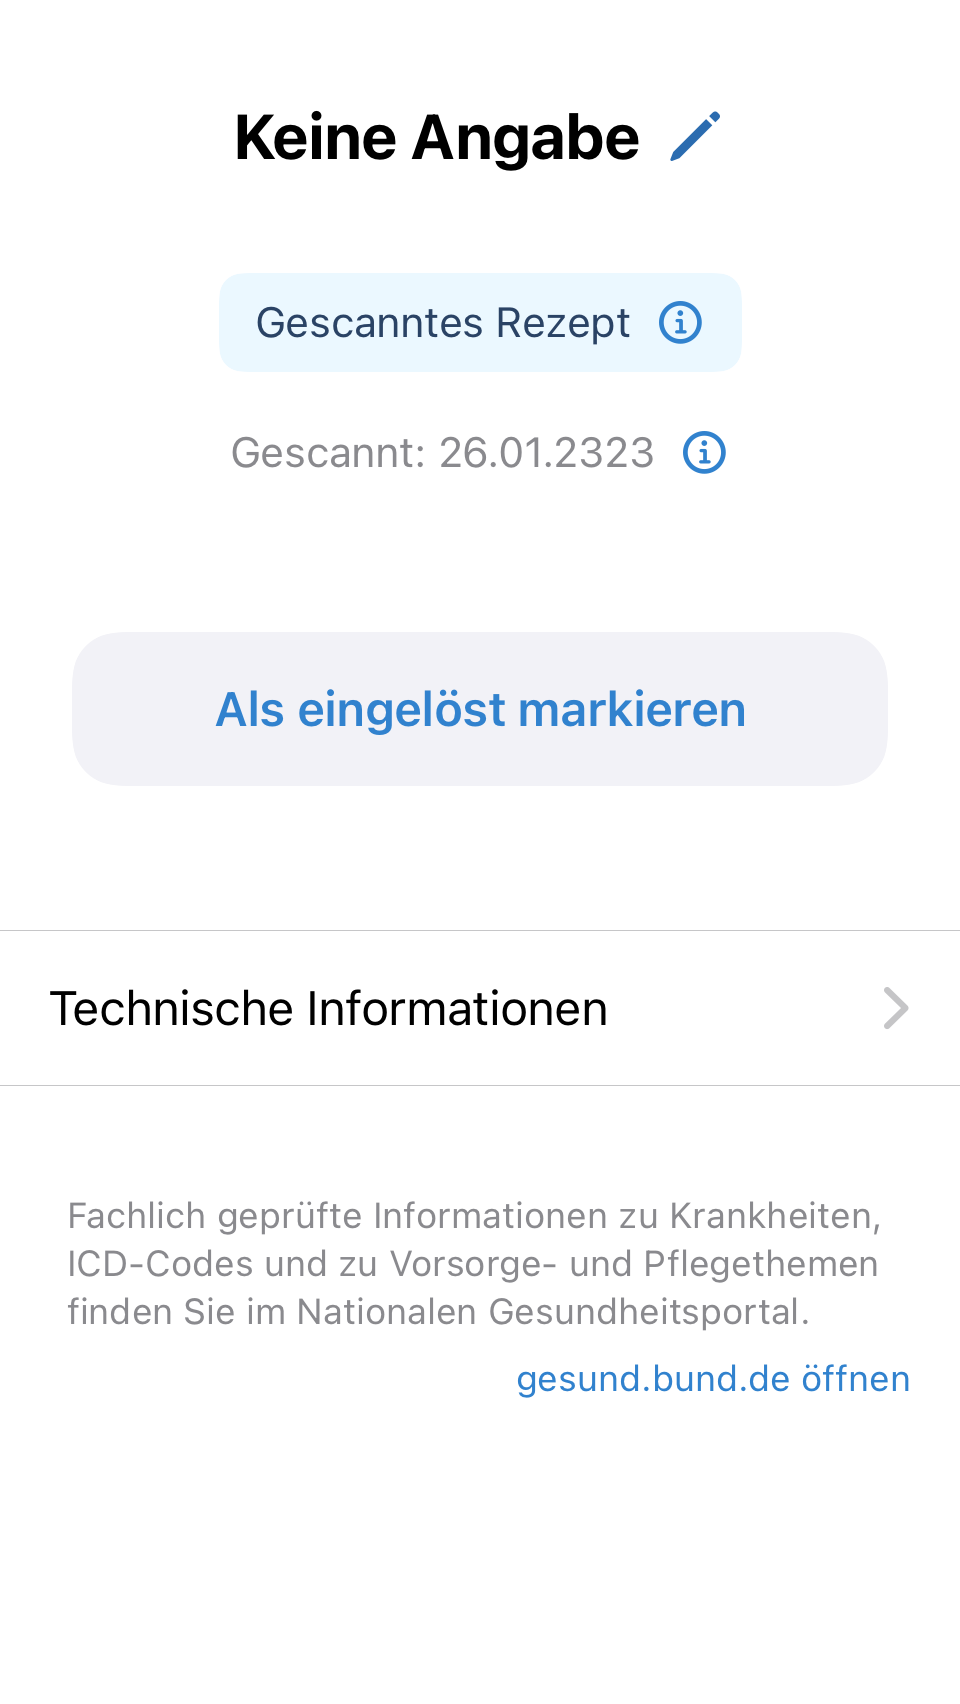 Keine Angabe
Gescanntes Rezept
Gescannt: 26.01.2323
Als eingelöst markieren
Technische Informationen
Fachlich geprüfte Informationen zu Krankheiten,
ICD-Codes und zu Vorsorge- und Pflegethemen
finden Sie im Nationalen Gesundheitsportal.
gesund.bund.de öffnen